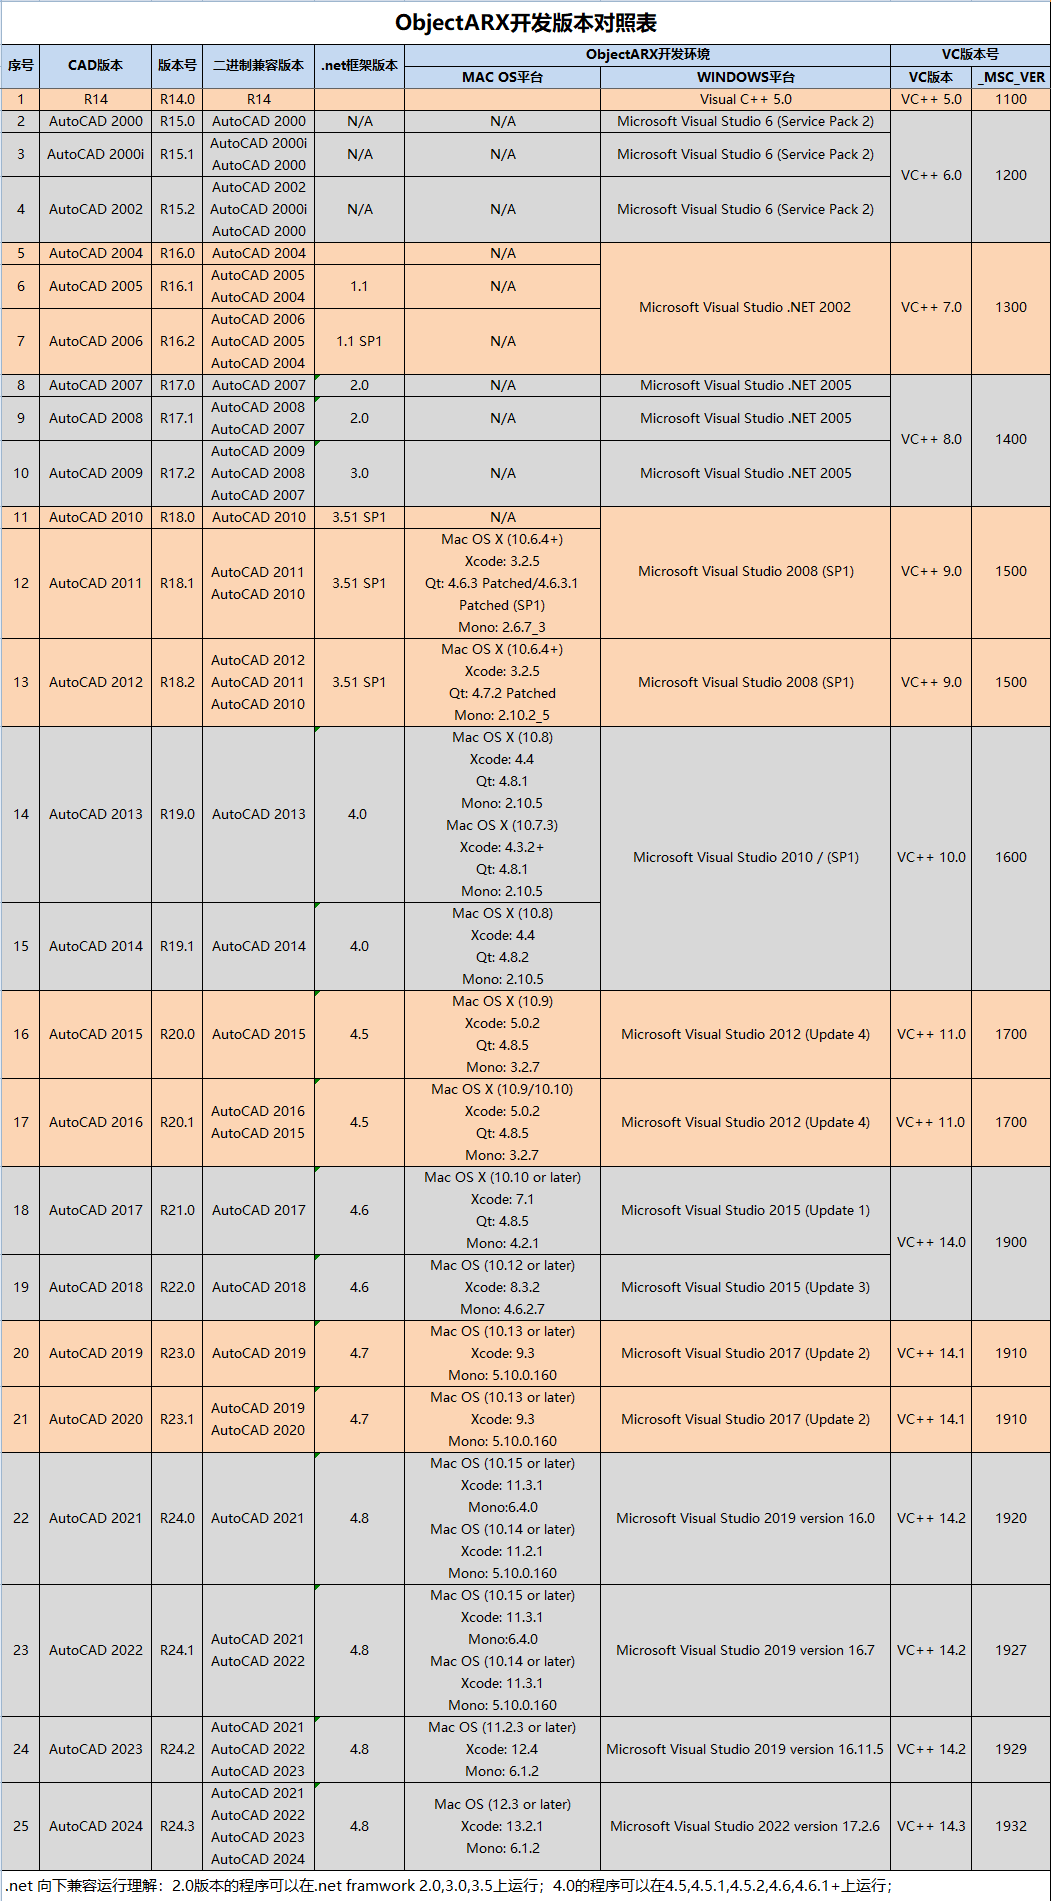 ObjectARX开发版本对照表
序号 CAD版本 版本号 二进制兼容版本 .net框架版本 ObjectARX开发环境 VC版本号
MAC OS平台 WINDOWS平台 VC版本 _MSC_VER
1 R14 R14.0 R14 Visual C++ 5.0 VC++ 5.0 1100
2 AutoCAD 2000 R15.0 AutoCAD 2000 N/A N/A Microsoft Visual Studio 6 (Service Pack 2) VC++ 6.0 1200
3 AutoCAD 2000i R15.1 AutoCAD 2000i
AutoCAD 2000 N/A N/A Microsoft Visual Studio 6 (Service Pack 2)
4 AutoCAD 2002 R15.2 AutoCAD 2002
AutoCAD 2000i
AutoCAD 2000 N/A N/A Microsoft Visual Studio 6 (Service Pack 2)
5 AutoCAD 2004 R16.0 AutoCAD 2004 N/A Microsoft Visual Studio .NET 2002 VC++ 7.0 1300
6 AutoCAD 2005 R16.1 AutoCAD 2005
AutoCAD 2004 1.1 N/A
7 AutoCAD 2006 R16.2 AutoCAD 2006
AutoCAD 2005
AutoCAD 2004 1.1 SP1 N/A
8 AutoCAD 2007 R17.0 AutoCAD 2007 2.0 N/A Microsoft Visual Studio .NET 2005 VC++ 8.0 1400
9 AutoCAD 2008 R17.1 AutoCAD 2008
AutoCAD 2007 2.0 N/A Microsoft Visual Studio .NET 2005
10 AutoCAD 2009 R17.2 AutoCAD 2009
AutoCAD 2008
AutoCAD 2007 3.0 N/A Microsoft Visual Studio .NET 2005
11 AutoCAD 2010 R18.0 AutoCAD 2010 3.51 SP1 N/A Microsoft Visual Studio 2008 (SP1) VC++ 9.0 1500
12 AutoCAD 2011 R18.1 AutoCAD 2011
AutoCAD 2010 3.51 SP1 Mac OS X (10.6.4+)
Xcode: 3.2.5
Qt: 4.6.3 Patched/4.6.3.1
Patched (SP1)
Mono: 2.6.7_3
13 AutoCAD 2012 R18.2 AutoCAD 2012
AutoCAD 2011
AutoCAD 2010 3.51 SP1 Mac OS X (10.6.4+)
Xcode: 3.2.5
Qt: 4.7.2 Patched
Mono: 2.10.2_5 Microsoft Visual Studio 2008 (SP1) VC++ 9.0 1500
14 AutoCAD 2013 R19.0 AutoCAD 2013 4.0 Mac OS X (10.8)
Xcode: 4.4
Qt: 4.8.1
Mono: 2.10.5
Mac OS X (10.7.3)
Xcode: 4.3.2+
Qt: 4.8.1
Mono: 2.10.5 Microsoft Visual Studio 2010 / (SP1) VC++ 10.0 1600
15 AutoCAD 2014 R19.1 AutoCAD 2014 4.0 Mac OS X (10.8)
Xcode: 4.4
Qt: 4.8.2
Mono: 2.10.5
16 AutoCAD 2015 R20.0 AutoCAD 2015 4.5 Mac OS X (10.9)
Xcode: 5.0.2
Qt: 4.8.5
Mono: 3.2.7 Microsoft Visual Studio 2012 (Update 4) VC++ 11.0 1700
17 AutoCAD 2016 R20.1 AutoCAD 2016
AutoCAD 2015 4.5 Mac OS X (10.9/10.10)
Xcode: 5.0.2
Qt: 4.8.5
Mono: 3.2.7 Microsoft Visual Studio 2012 (Update 4) VC++ 11.0 1700
18 AutoCAD 2017 R21.0 AutoCAD 2017 4.6 Mac OS X (10.10 or later)
Xcode: 7.1
Qt: 4.8.5
Mono: 4.2.1 Microsoft Visual Studio 2015 (Update 1) VC++ 14.0 1900
19 AutoCAD 2018 R22.0 AutoCAD 2018 4.6 Mac OS (10.12 or later)
Xcode: 8.3.2
Mono: 4.6.2.7 Microsoft Visual Studio 2015 (Update 3)
20 AutoCAD 2019 R23.0 AutoCAD 2019 4.7 Mac OS (10.13 or later)
Xcode: 9.3
Mono: 5.10.0.160 Microsoft Visual Studio 2017 (Update 2) VC++ 14.1 1910
21 AutoCAD 2020 R23.1 AutoCAD 2019
AutoCAD 2020 4.7 Mac OS (10.13 or later)
Xcode: 9.3
Mono: 5.10.0.160 Microsoft Visual Studio 2017 (Update 2) VC++ 14.1 1910
22 AutoCAD 2021 R24.0 AutoCAD 2021 4.8 Mac OS (10.15 or later)
Xcode: 11.3.1
Mono:6.4.0
Mac OS (10.14 or later)
Xcode: 11.2.1
Mono: 5.10.0.160 Microsoft Visual Studio 2019 version 16.0 VC++ 14.2 1920
23 AutoCAD 2022 R24.1 AutoCAD 2021
AutoCAD 2022 4.8 Mac OS (10.15 or later)
Xcode: 11.3.1
Mono:6.4.0
Mac OS (10.14 or later)
Xcode: 11.3.1
Mono: 5.10.0.160 Microsoft Visual Studio 2019 version 16.7 VC++ 14.2 1927
24 AutoCAD 2023 R24.2 AutoCAD 2021
AutoCAD 2022
AutoCAD 2023 4.8 Mac OS (11.2.3 or later)
Xcode: 12.4
Mono: 6.1.2 Microsoft Visual Studio 2019 version 16.11.5 VC++ 14.2 1929
25 AutoCAD 2024 R24.3 AutoCAD 2021
AutoCAD 2022
AutoCAD 2023
AutoCAD 2024 4.8 Mac OS (12.3 or later)
Xcode: 13.2.1
Mono: 6.1.2 Microsoft Visual Studio 2022 version 17.2.6 VC++ 14.3 1932
.net 向下兼容运行理解：2.0版本的程序可以在.net framwork 2.0,3.0,3.5上运行；4.0的程序可以在4.5,4.5.1,4.5.2,4.6,4.6.1+上运行；